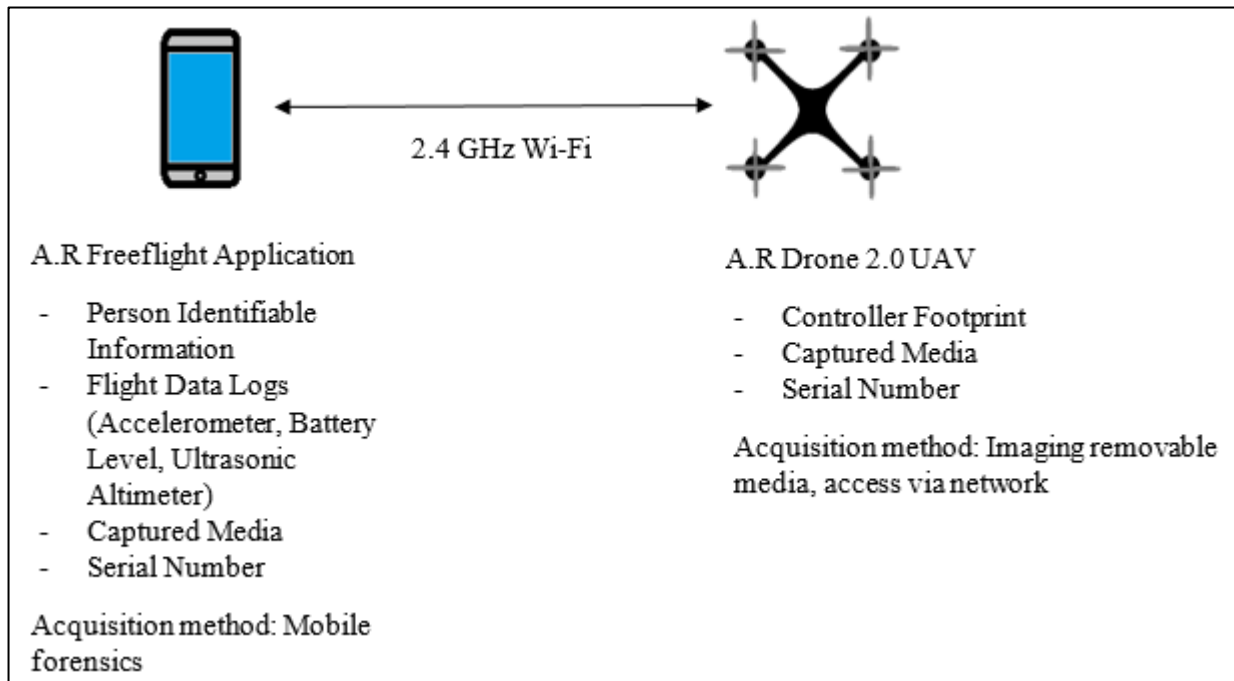 2.4 GHz Wi-Fi
A.R Freeflight Application
- Person Identifiable
Information
- Flight Data Logs
(Accelerometer, Battery
Level, Ultrasonic
Altimeter)
- Captured Media
- Serial Number
Acquisition method: Mobile
forensics
A.R Drone 2.0 UAV
- Controller Footprint
- Captured Media
- Serial Number
Acquisition method: Imaging removable
media, access via network